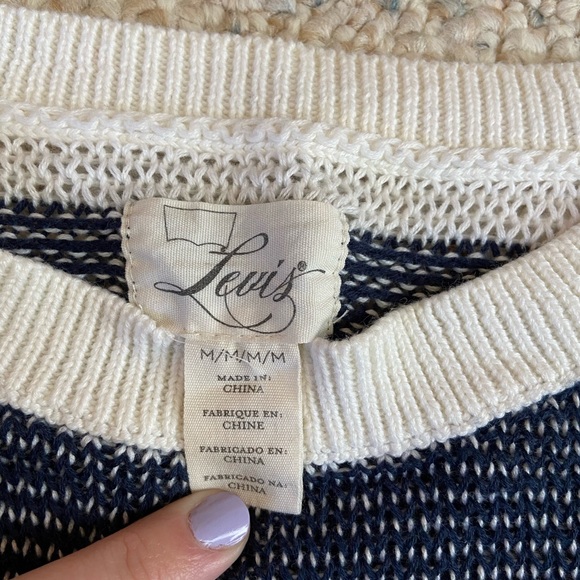 Levi's®
M/M/M/M
MADE IN:
CHINA
FABRIQUE EN:
CHINE
FABRICADO EN:
CHINA
FABRICADO NA:
CHINA